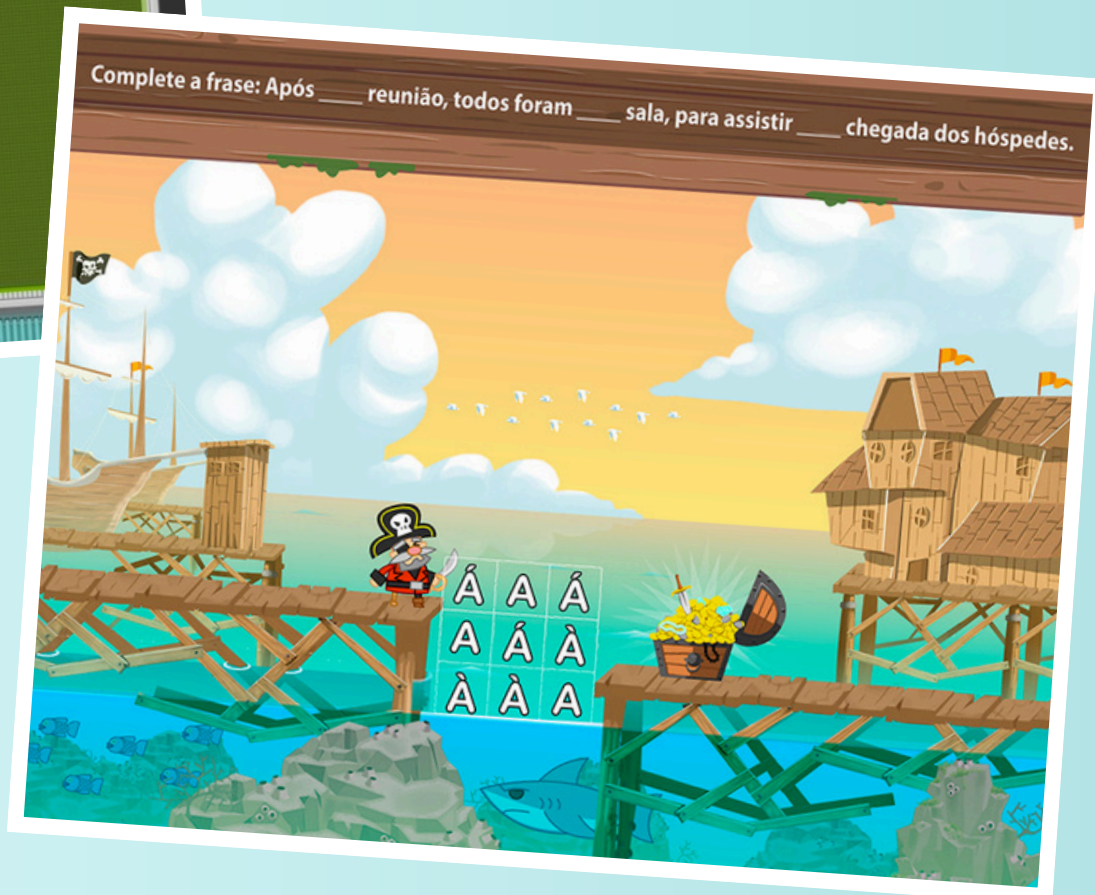 Complete a frase: Após ____ reunião, todos foram ____ sala, para assistir ____ chegada dos hóspedes.
Á A Á
A Á À
À À A